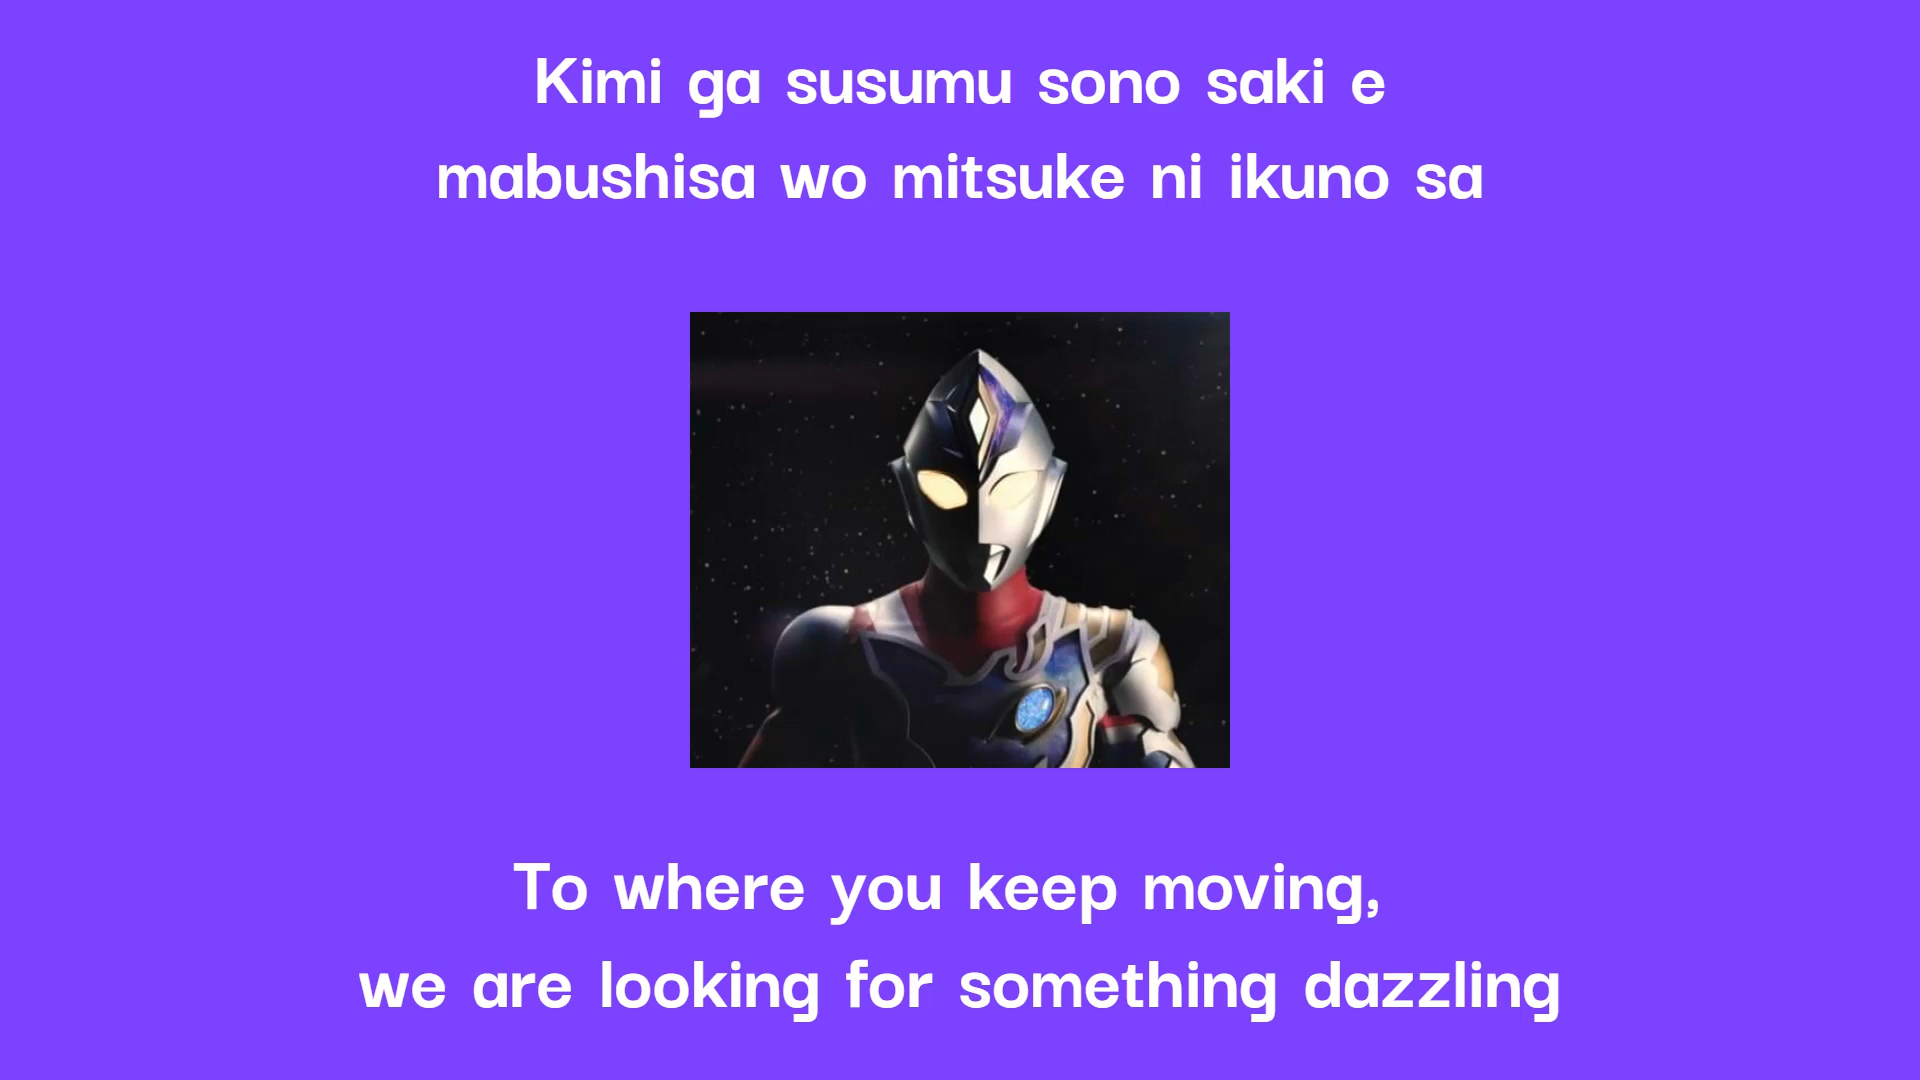 Kimi ga susumu sono saki e
mabushisa wo mitsuke ni ikuno sa
To where you keep moving,
we are looking for something dazzling